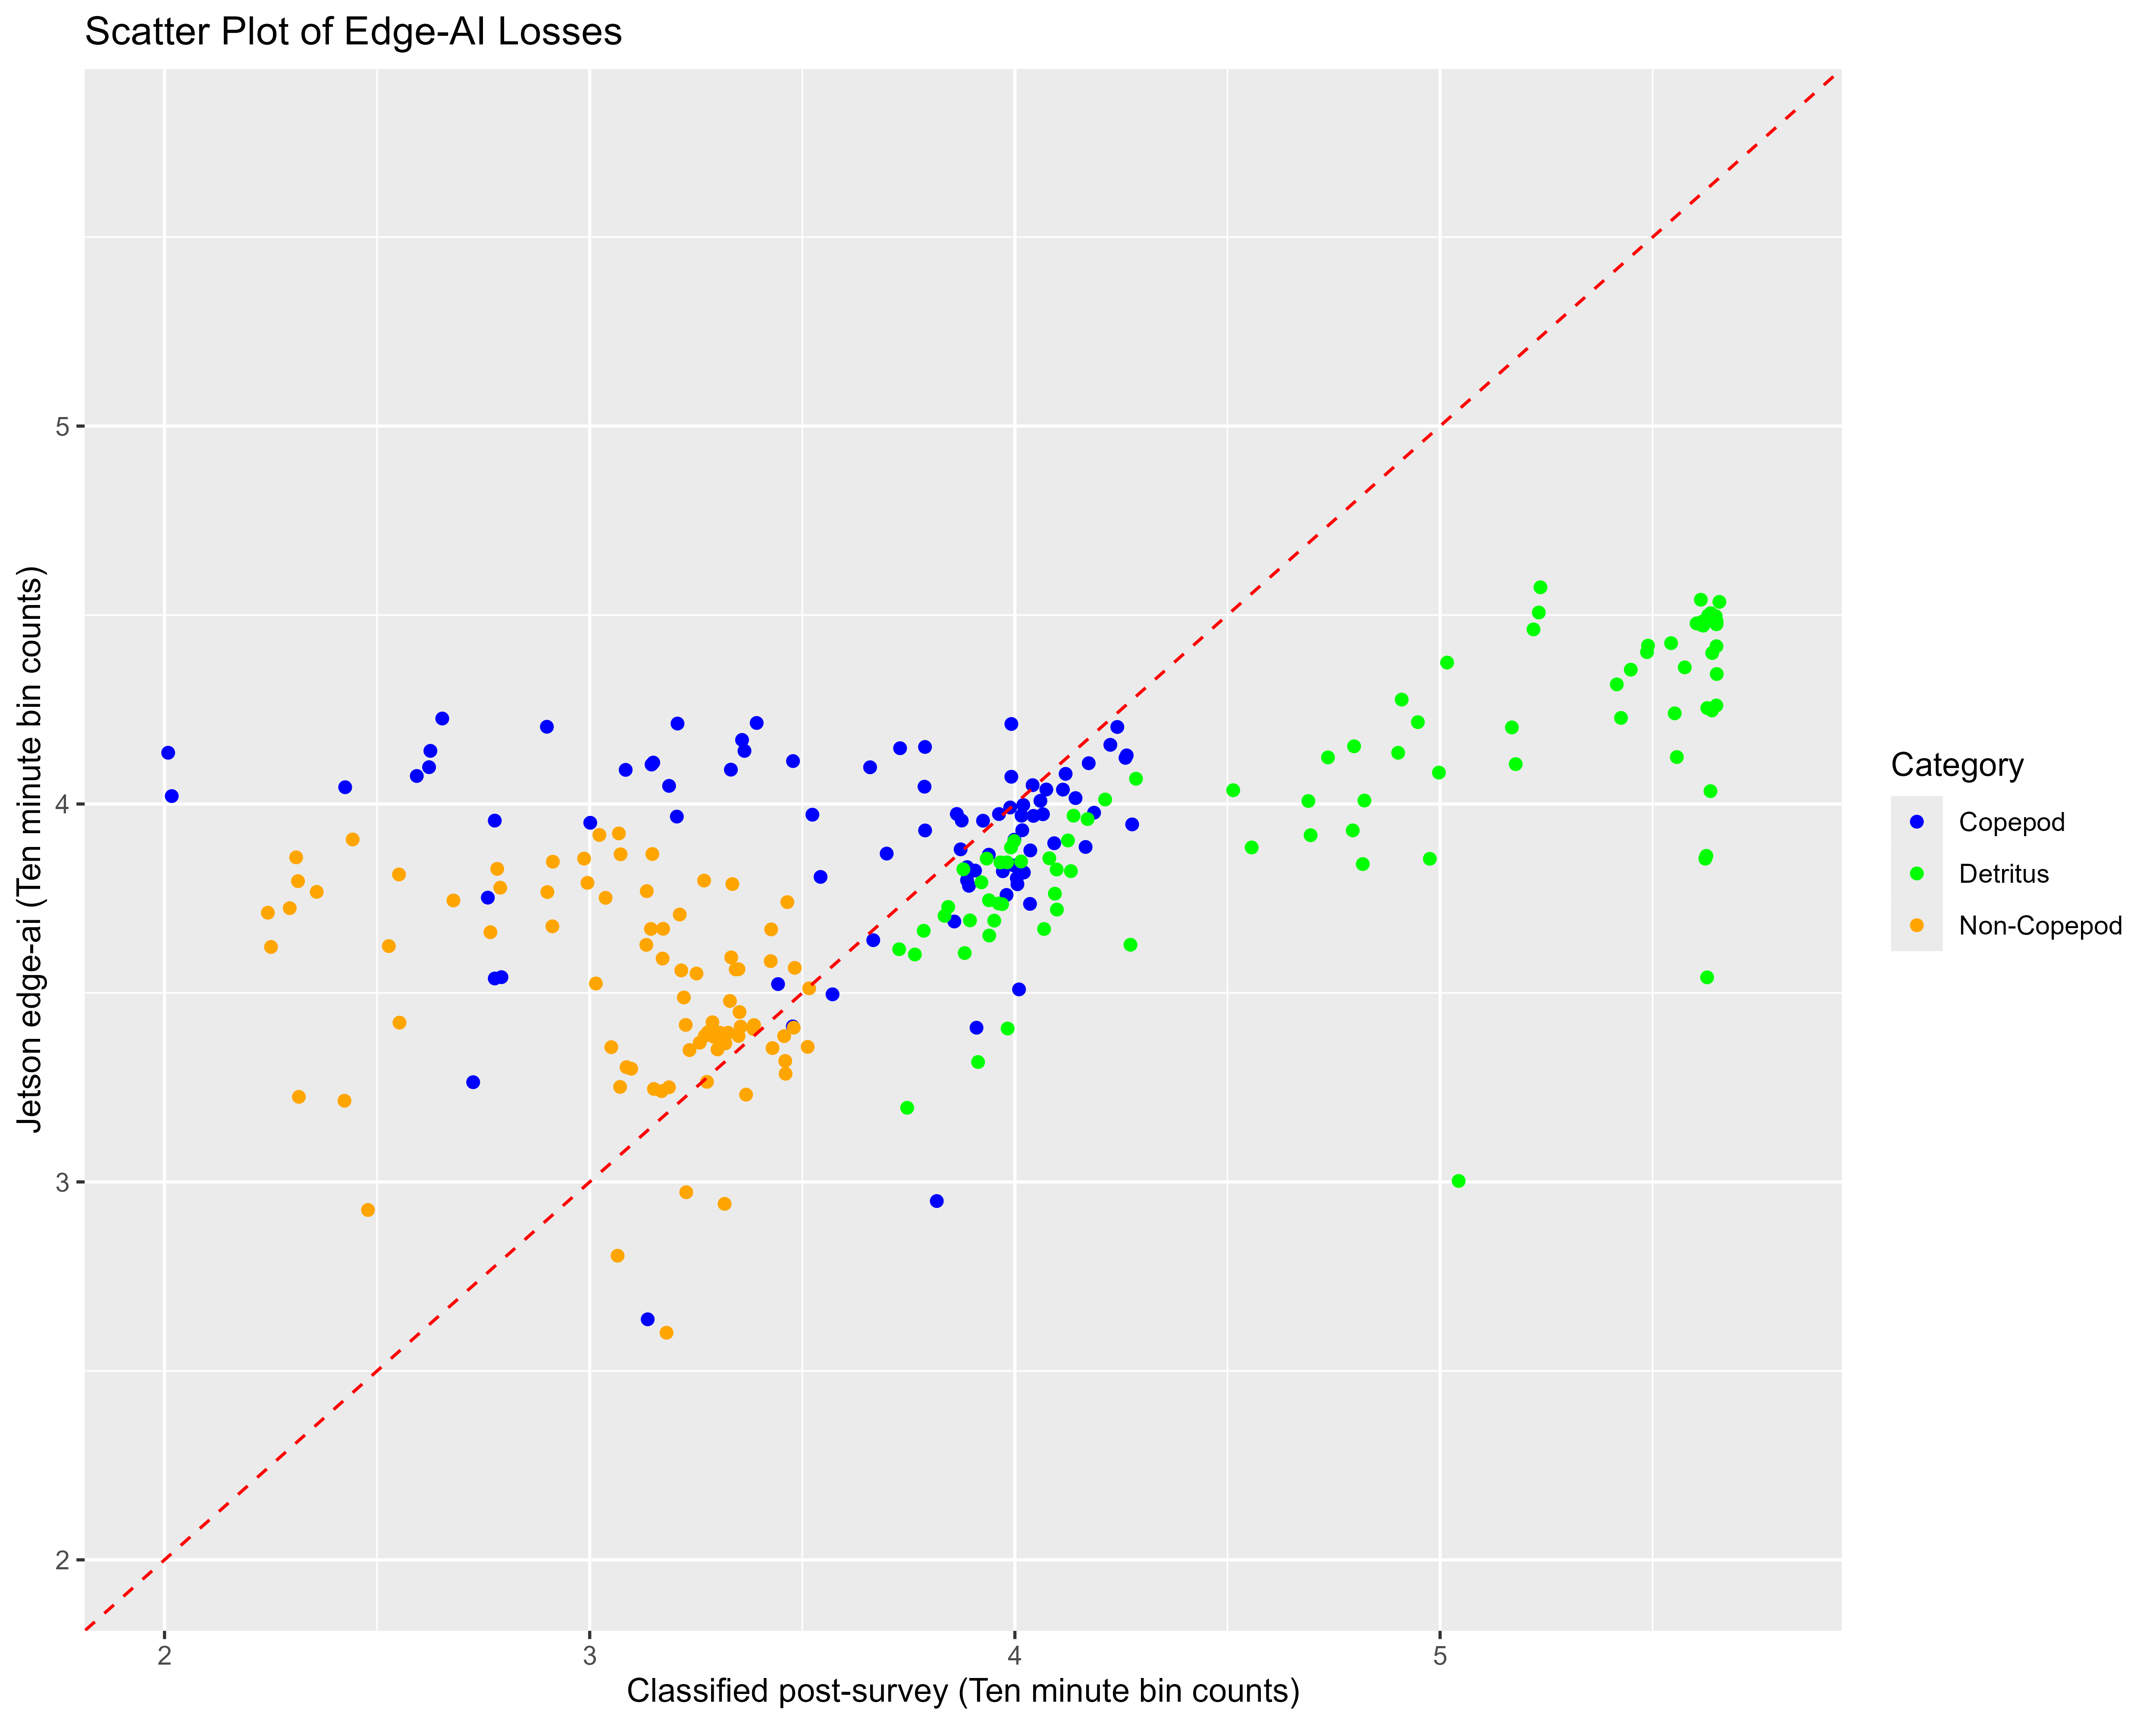 Scatter Plot of Edge-AI Losses
Jetson edge-ai (Ten minute bin counts)
5
4
3
2
2 3 4 5
Classified post-survey (Ten minute bin counts)
Category
Copepod
Detritus
Non-Copepod